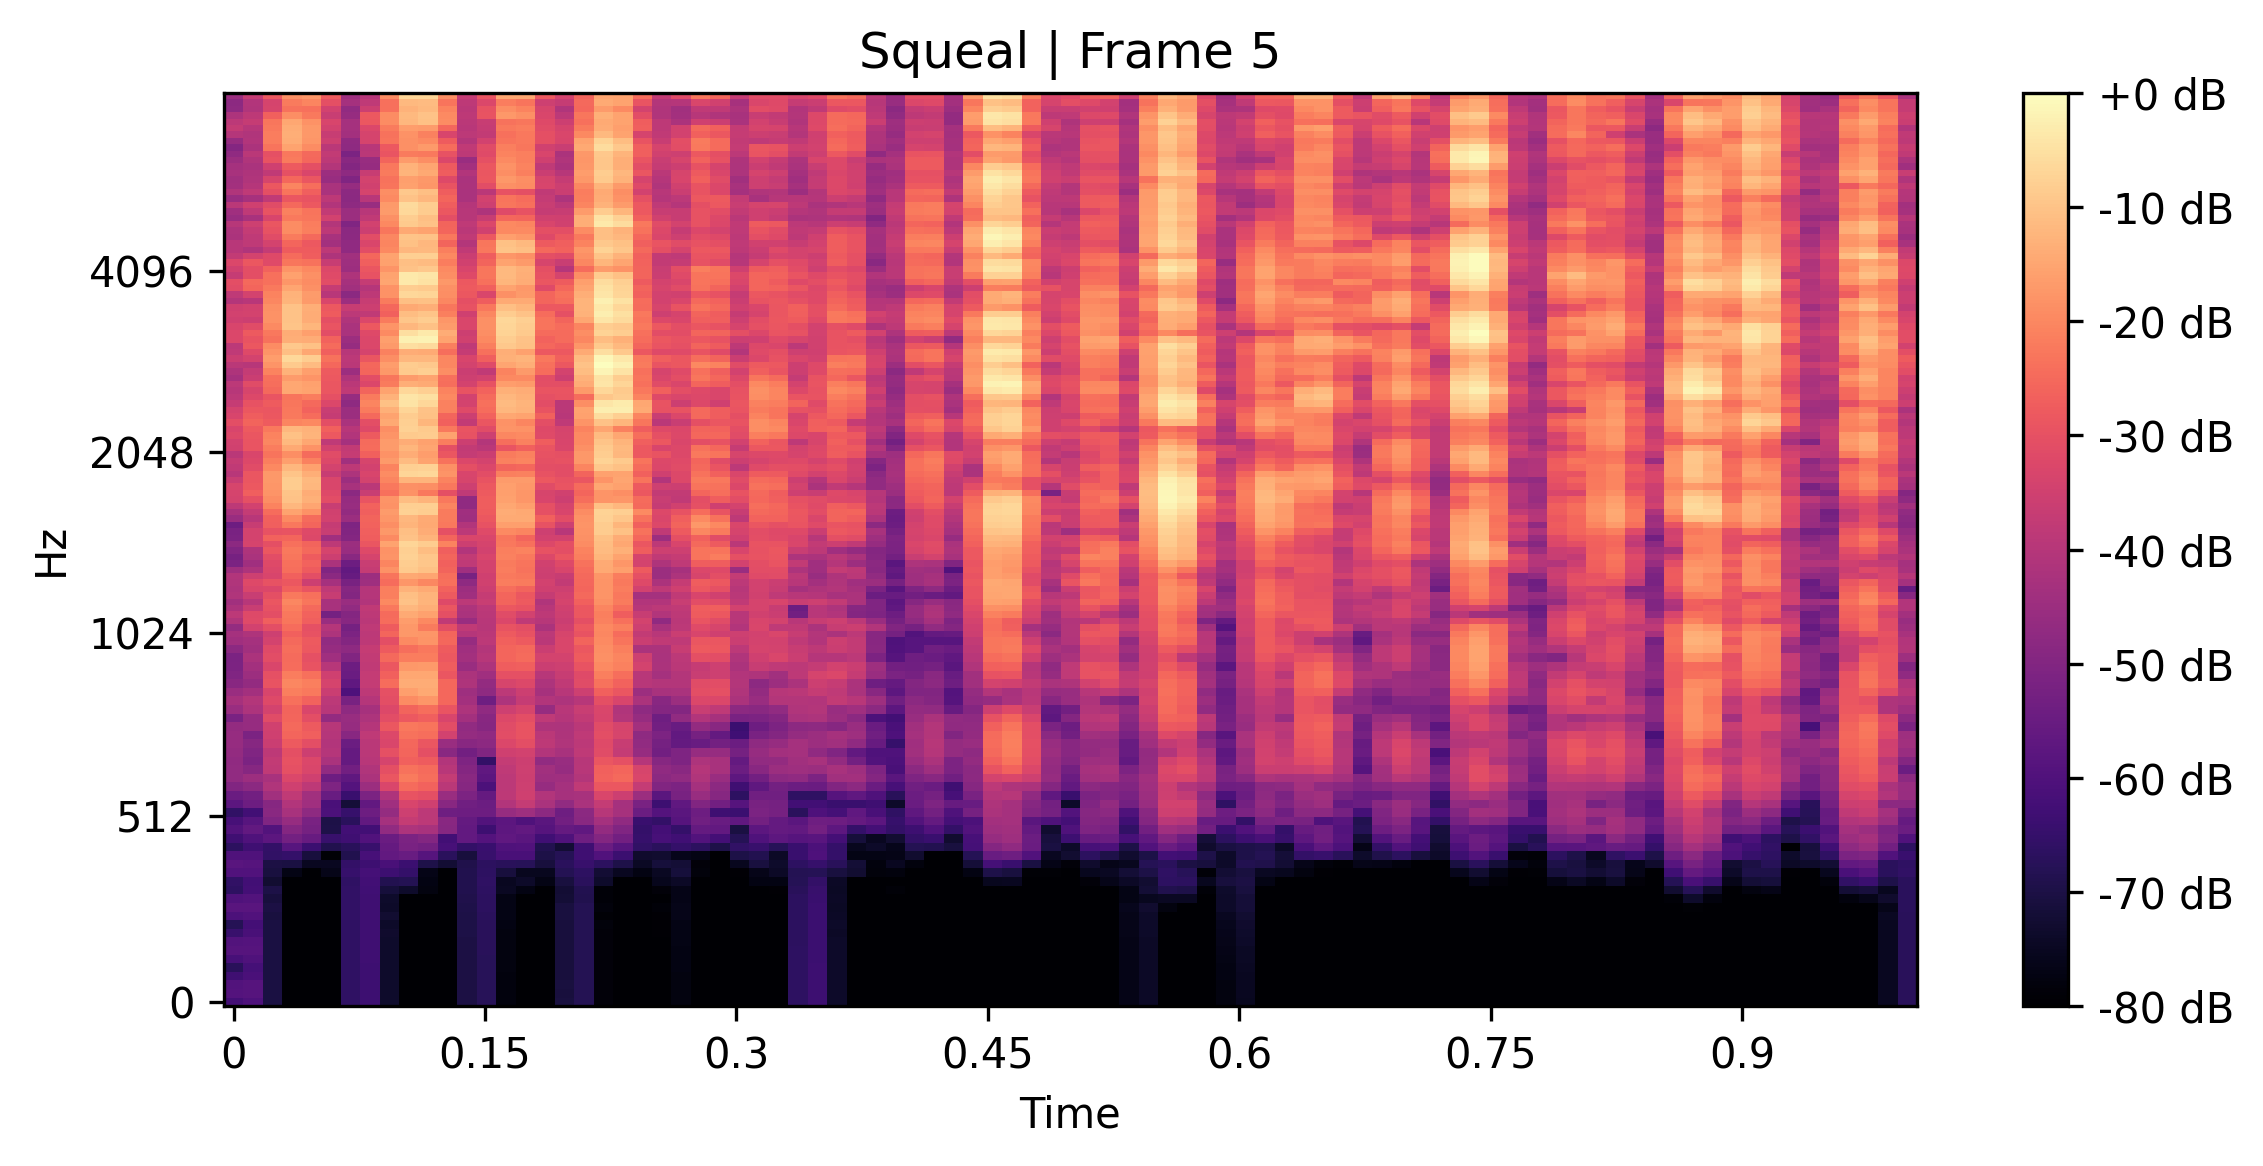 Squeal | Frame 5
+0 dB
-10 dB
-20 dB
-30 dB
-40 dB
-50 dB
-60 dB
-70 dB
-80 dB
Hz
4096
2048
1024
512
0
0 0.15 0.3 0.45 0.6 0.75 0.9
Time